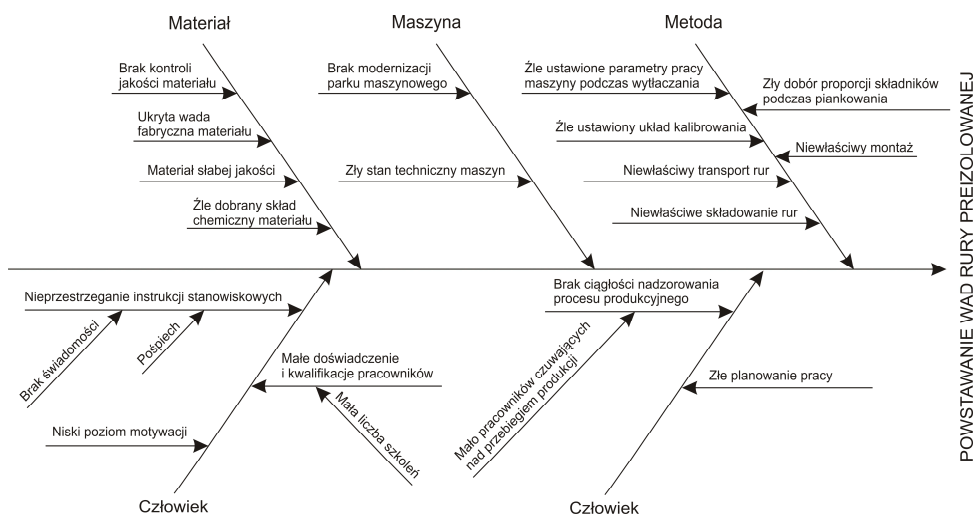 Materiał
Maszyna
Metoda
Brak kontroli
jakości materiału
Ukryta wada
fabryczna materiału
Materiał słabej jakości
Źle dobrany skład
chemiczny materiału
Brak modernizacji
parku maszynowego
Zły stan techniczny maszyn
Źle ustawione parametry pracy
maszyny podczas wytłaczania
Zły dobór proporcji składników
podczas piankowania
Źle ustawiony układ kalibrowania
Niewłaściwy montaż
Niewłaściwy transport rur
Niewłaściwe składowanie rur
POWSTAWANIE WAD RURY PREIZOLOWANEJ
Nieprzestrzeganie instrukcji stanowiskowych
Brak świadomości
Pośpiech
Małe doświadczenie
i kwalifikacje pracowników
Mała liczba szkoleń
Niski poziom motywacji
Człowiek
Brak ciągłości nadzorowania
procesu produkcyjnego
Mało pracowników czuwających
nad przebiegiem produkcji
Złe planowanie pracy
Człowiek